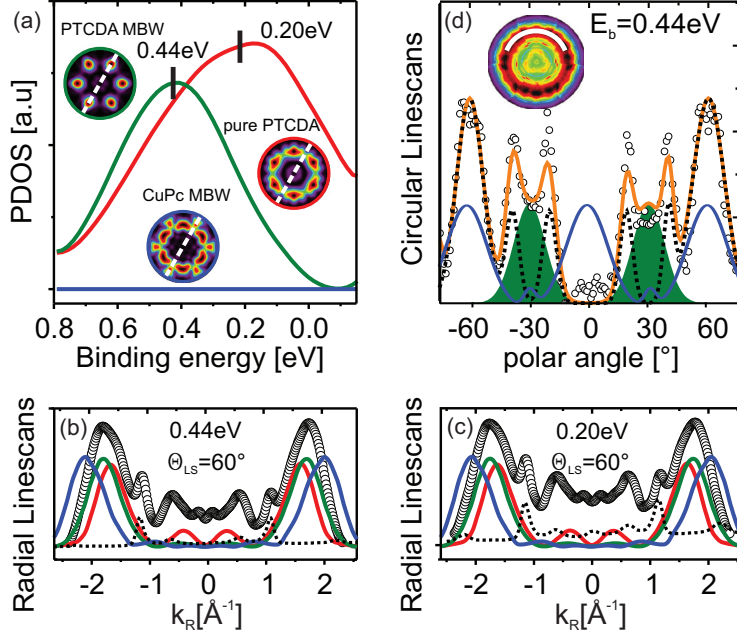 (a)
PTCDA MBW
0.44eV
0.20eV
pure PTCDA
CuPc MBW
PDOS [a.u]
0.8 0.6 0.4 0.2 0.0
Binding energy [eV]
(d)
E_b=0.44eV
Circular Linescans
-60 -30 0 30 60
polar angle [°]
(b)
0.44eV
Θ_LS=60°
Radial Linescans
-2 -1 0 1 2
k_R[Å⁻¹]
(c)
0.20eV
Θ_LS=60°
Radial Linescans
-2 -1 0 1 2
k_R[Å⁻¹]